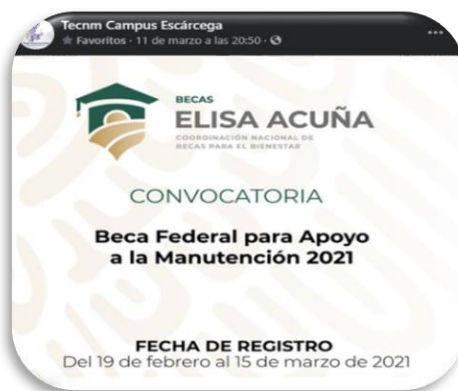 Tecnm Campus Escárcega
Favoritos · 11 de marzo a las 20:50 ·
BECAS
ELISA ACUÑA
COORDINACIÓN NACIONAL DE
BECAS PARA EL BIENESTAR
CONVOCATORIA
Beca Federal para Apoyo
a la Manutención 2021
FECHA DE REGISTRO
Del 19 de febrero al 15 de marzo de 2021